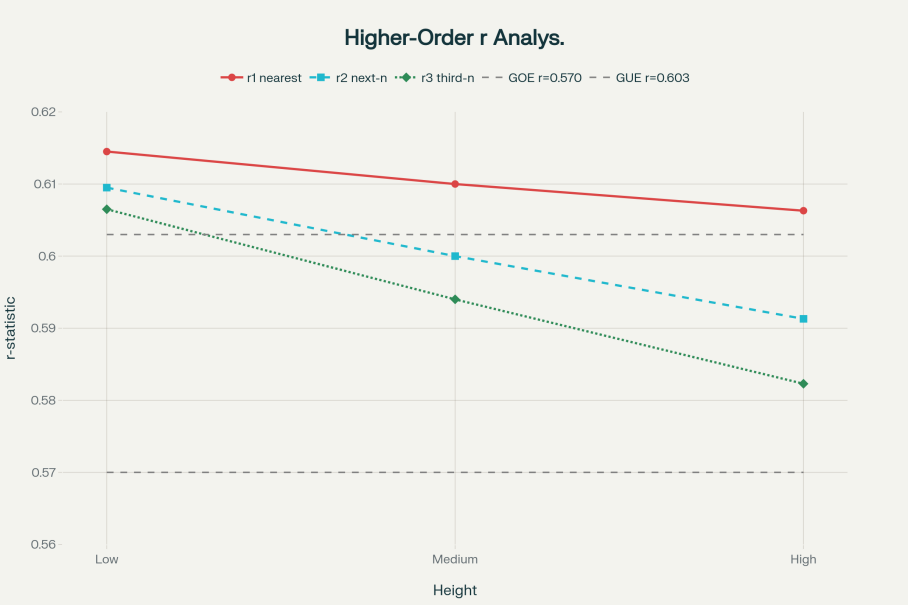 Higher-Order r Analys.
r1 nearest r2 next-n r3 third-n GOE r=0.570 GUE r=0.603
0.62
0.61
0.6
0.59
0.58
0.57
0.56
r-statistic
Low Medium High
Height